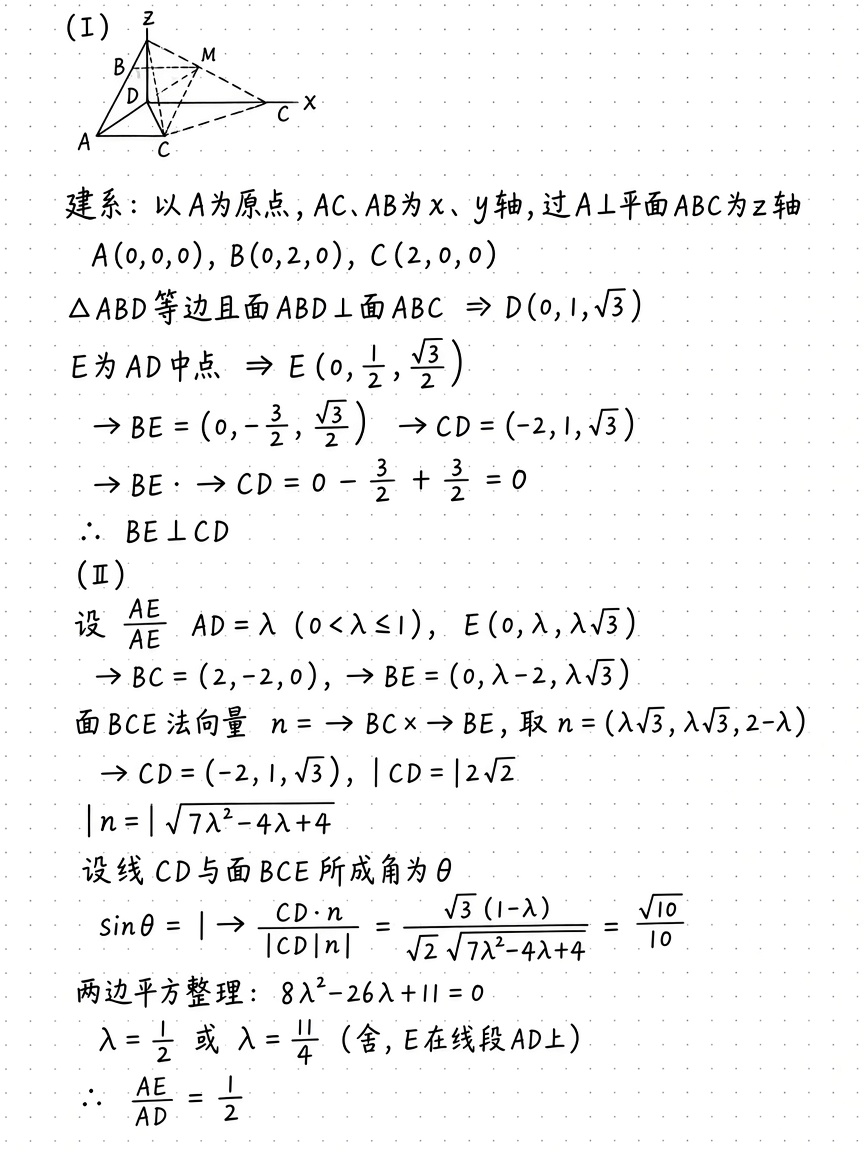 (Ⅰ)
z
B
M
D
C
x
A
C
建系：以A为原点，AC、AB为x、y轴，过A⊥平面ABC为z轴
A(0,0,0), B(0,2,0), C(2,0,0)
△ABD等边且面ABD⊥面ABC ⇒ D(0,1,√3)
E为AD中点 ⇒ E(0, 1/2, √3/2)
→BE = (0, -3/2, √3/2) →CD = (-2,1,√3)
→BE · →CD = 0 - 3/2 + 3/2 = 0
∴ BE⊥CD
(Ⅱ)
设 AE/AE AD = λ (0<λ≤1), E(0,λ,λ√3)
→BC = (2,-2,0), →BE = (0,λ-2,λ√3)
面BCE法向量 n = →BC×→BE, 取 n = (λ√3,λ√3,2-λ)
→CD = (-2,1,√3), |CD=|2√2
|n=|√(7λ²-4λ+4)
设线CD与面BCE所成角为θ
sinθ = |→ CD·n/|CD|n| = √3(1-λ)/(√2√(7λ²-4λ+4)) = √10/10
两边平方整理：8λ²-26λ+11=0
λ = 1/2 或 λ = 11/4 (舍, E在线段AD上)
∴ AE/AD = 1/2